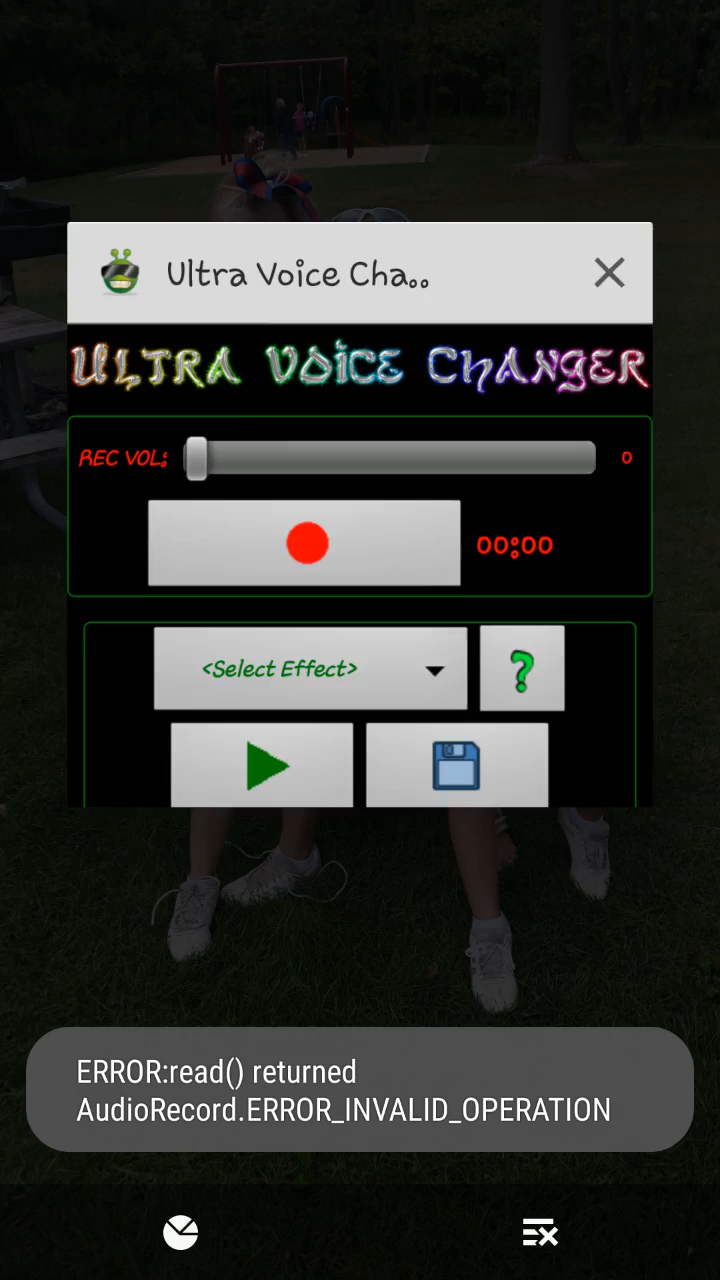 Ultra Voice Cha..
ULTRA VOICE CHANGER
REC VOL:
0
00:00
<Select Effect>
?
ERROR:read() returned
AudioRecord.ERROR_INVALID_OPERATION